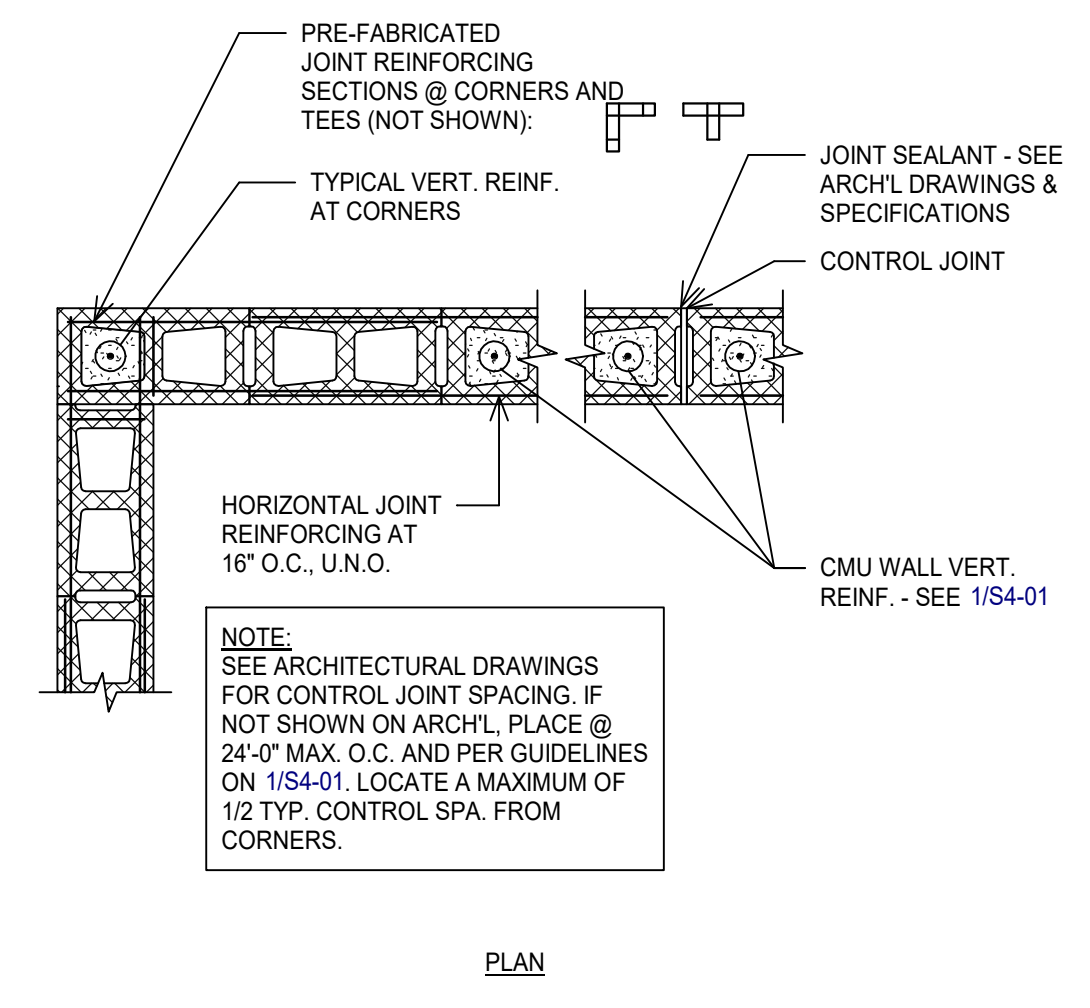 PRE-FABRICATED
JOINT REINFORCING
SECTIONS @ CORNERS AND
TEES (NOT SHOWN):
TYPICAL VERT. REINF.
AT CORNERS
JOINT SEALANT - SEE
ARCH'L DRAWINGS &
SPECIFICATIONS
CONTROL JOINT
HORIZONTAL JOINT
REINFORCING AT
16" O.C., U.N.O.
CMU WALL VERT.
REINF. - SEE 1/S4-01
NOTE:
SEE ARCHITECTURAL DRAWINGS
FOR CONTROL JOINT SPACING. IF
NOT SHOWN ON ARCH'L, PLACE @
24'-0" MAX. O.C. AND PER GUIDELINES
ON 1/S4-01. LOCATE A MAXIMUM OF
1/2 TYP. CONTROL SPA. FROM
CORNERS.
PLAN